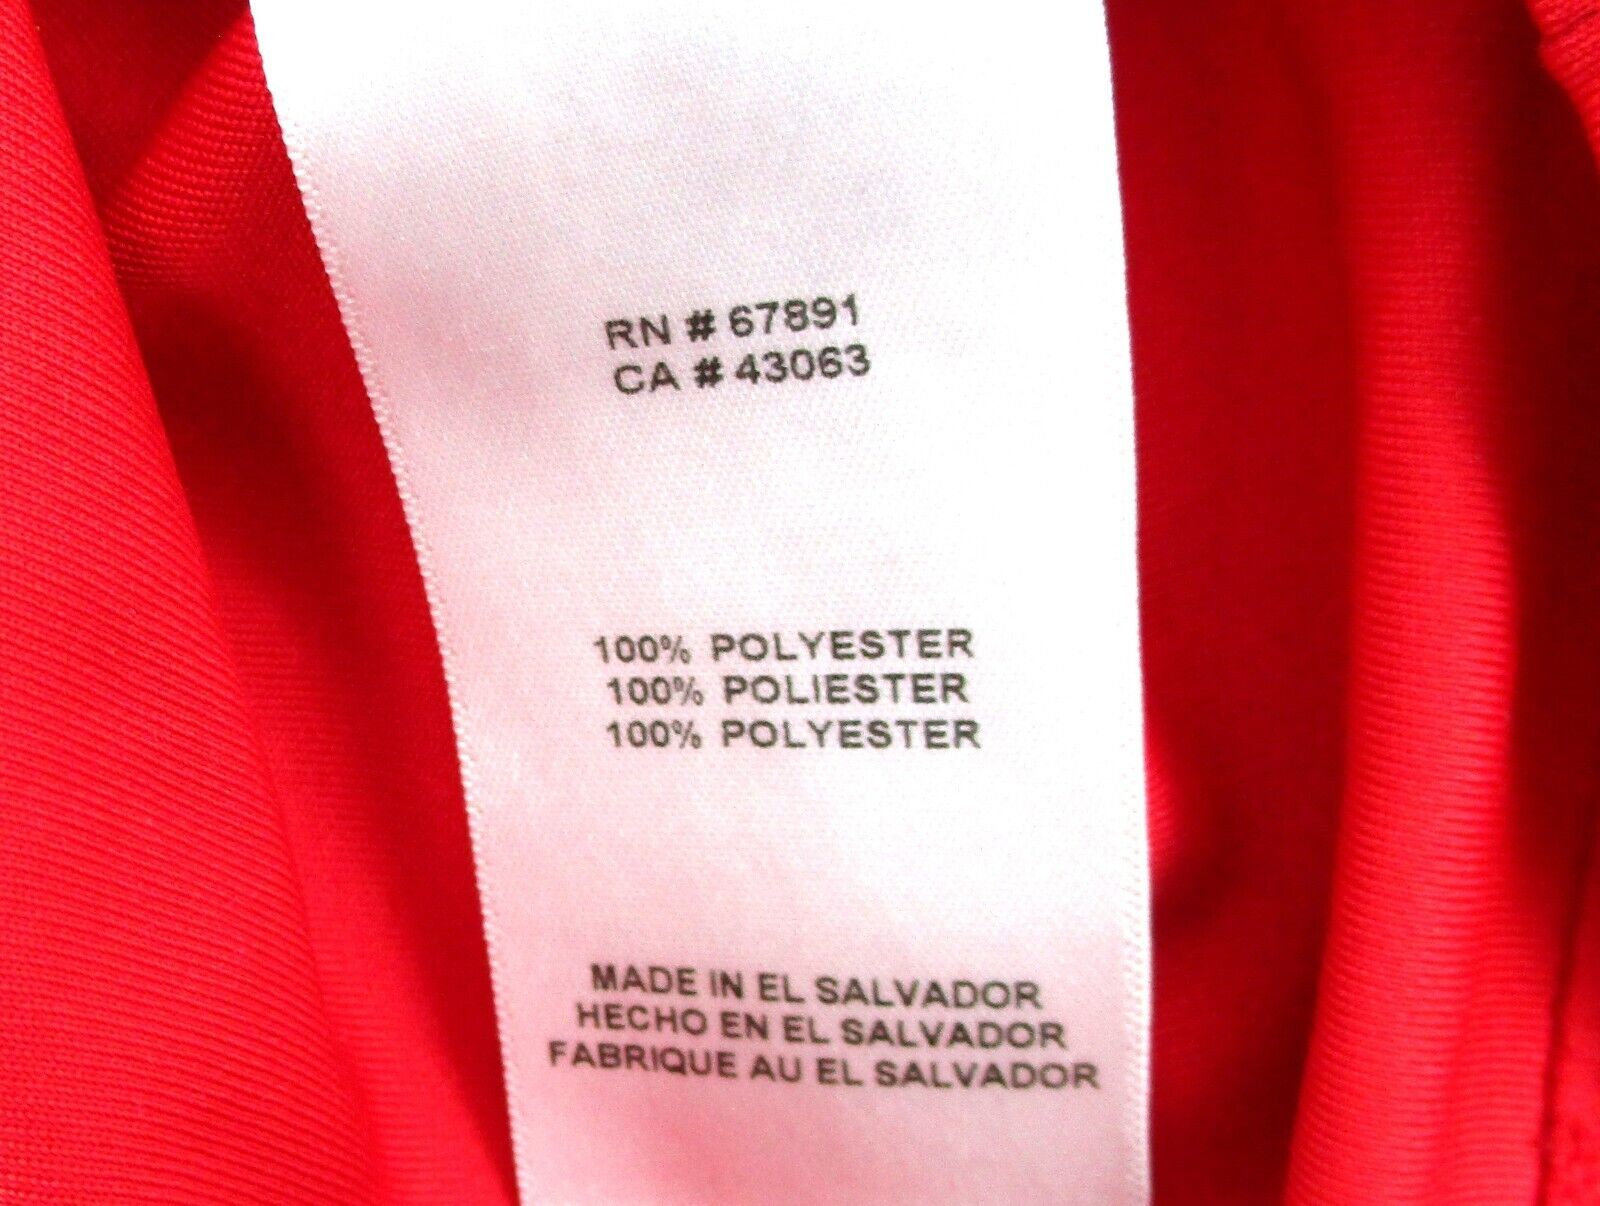 RN # 67891
CA # 43063
100% POLYESTER
100% POLIESTER
100% POLYESTER
MADE IN EL SALVADOR
HECHO EN EL SALVADOR
FABRIQUE AU EL SALVADOR